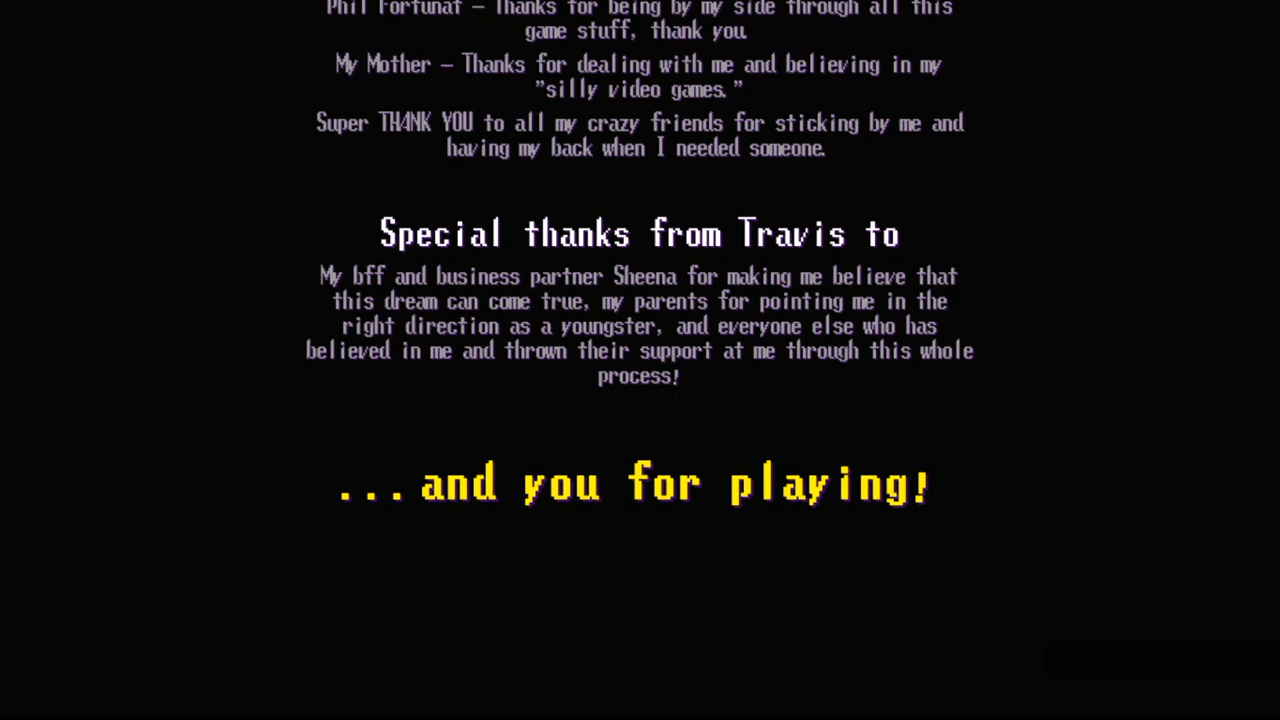 Phil Fortunat – Thanks for being by my side through all this
game stuff, thank you.
My Mother – Thanks for dealing with me and believing in my
"silly video games."
Super THANK YOU to all my crazy friends for sticking by me and
having my back when I needed someone.
Special thanks from Travis to
My bff and business partner Sheena for making me believe that
this dream can come true, my parents for pointing me in the
right direction as a youngster, and everyone else who has
believed in me and thrown their support at me through this whole
process!
...and you for playing!